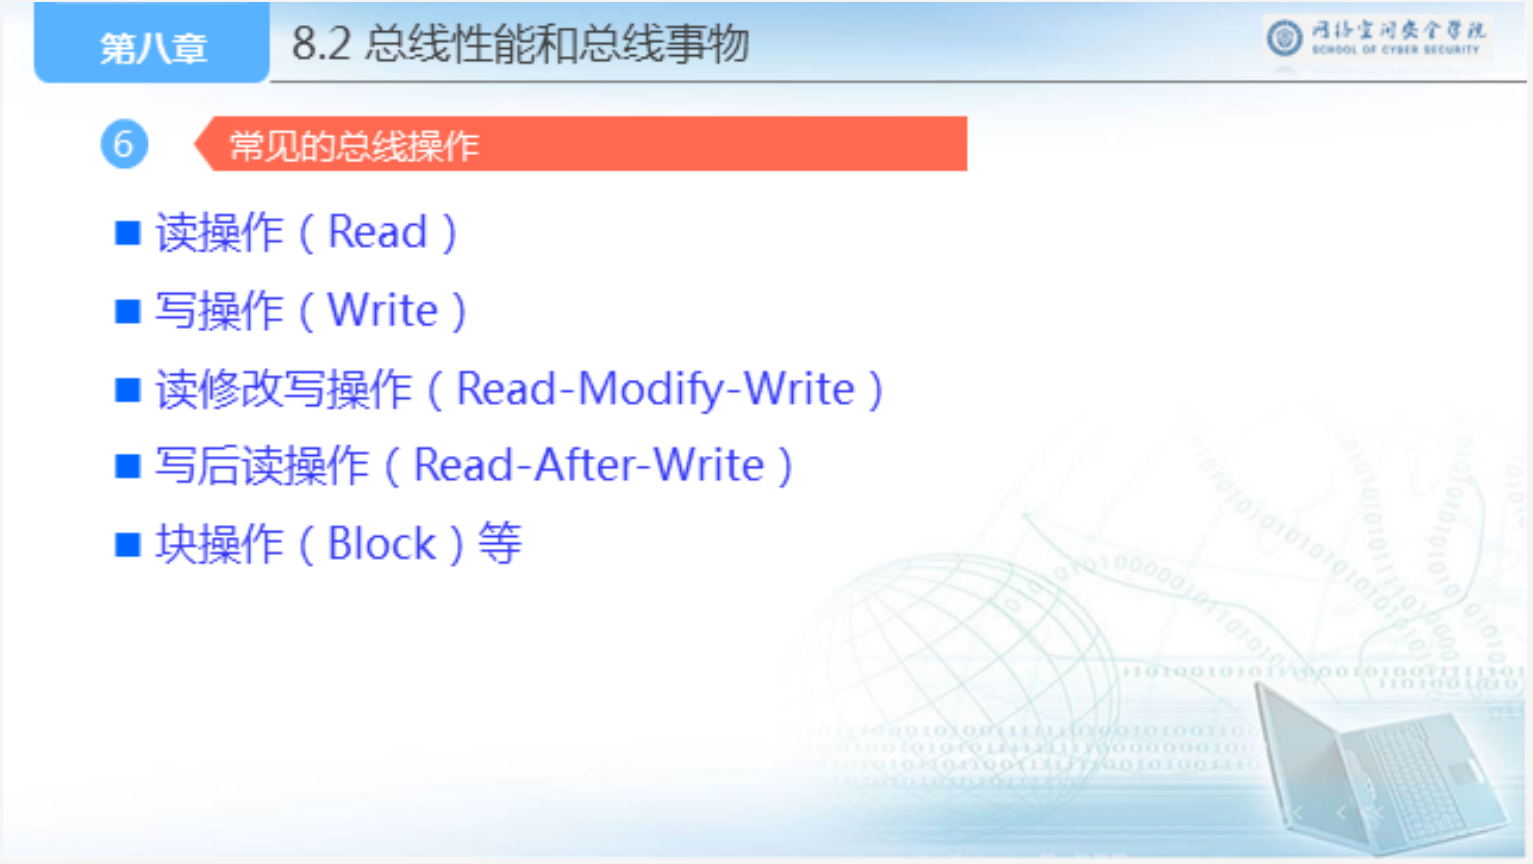 第八章
8.2 总线性能和总线事物
网络空间安全学院
SCHOOL OF CYBER SECURITY
6
常见的总线操作
■ 读操作（Read）
■ 写操作（Write）
■ 读修改写操作（Read-Modify-Write）
■ 写后读操作（Read-After-Write）
■ 块操作（Block）等